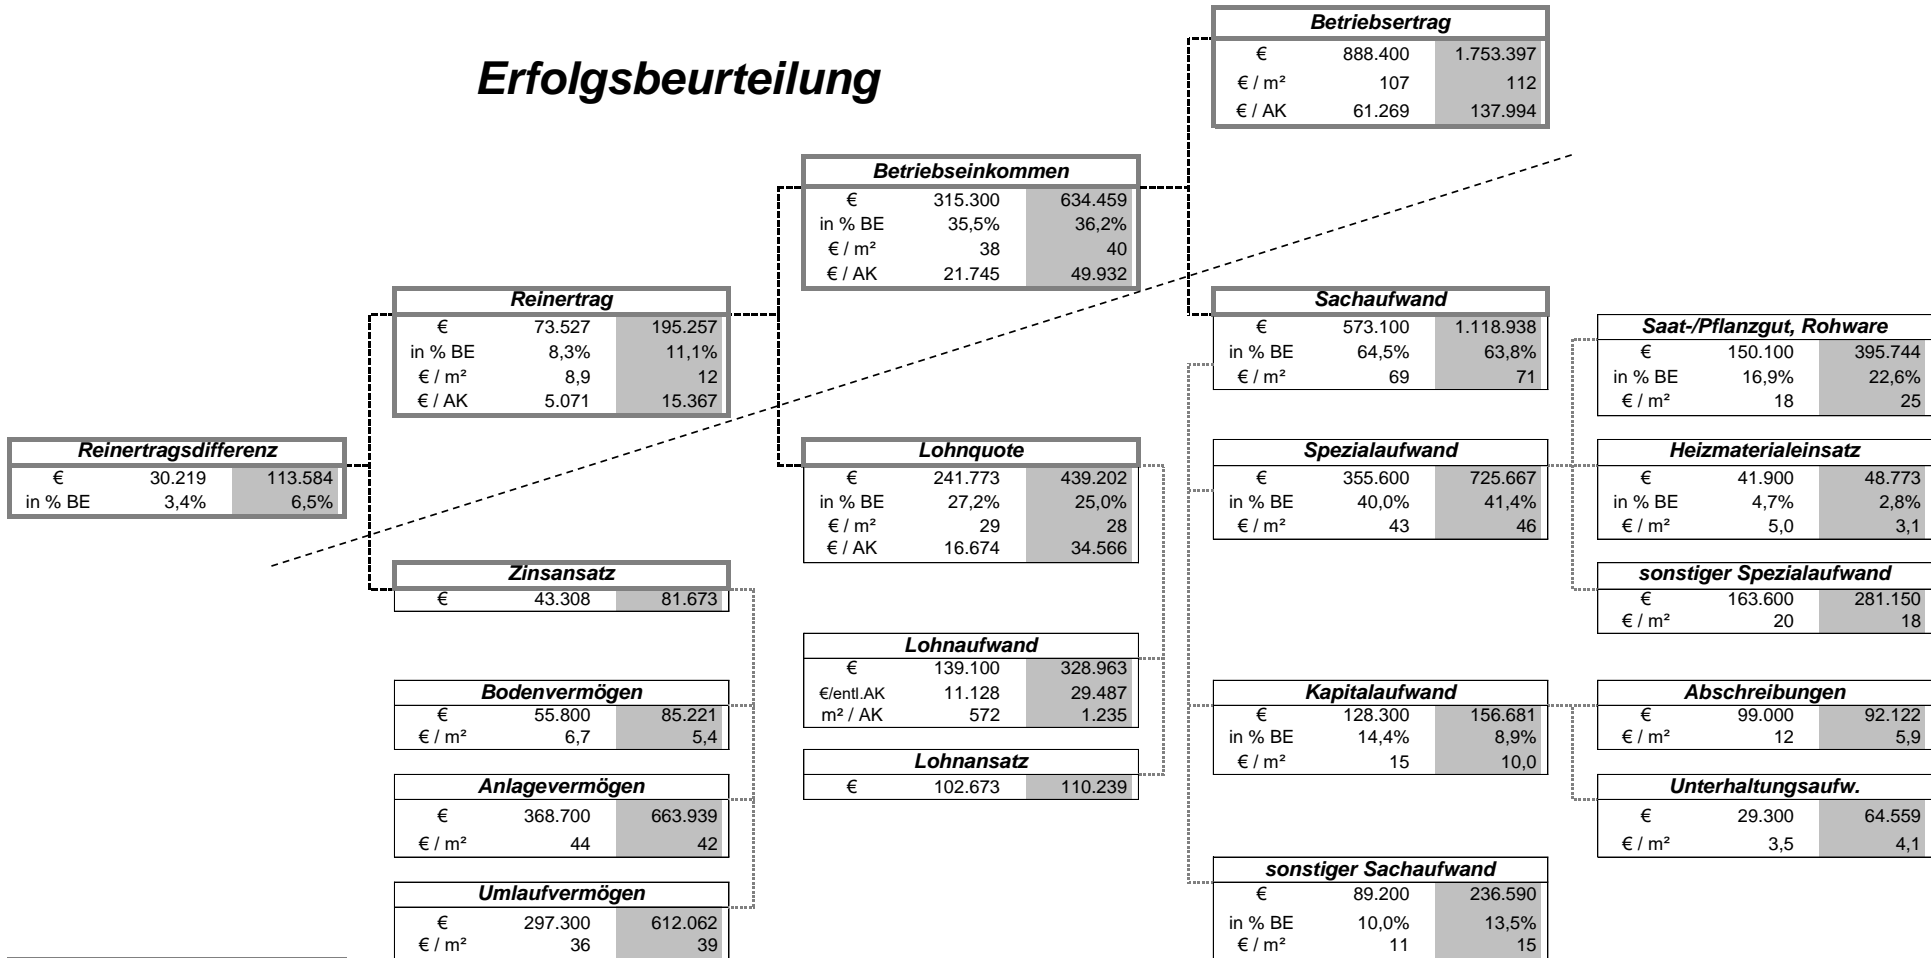 Erfolgsbeurteilung
Betriebsertrag
€ 888.400 1.753.397
€ / m² 107 112
€ / AK 61.269 137.994
Betriebseinkommen
€ 315.300 634.459
in % BE 35,5% 36,2%
€ / m² 38 40
€ / AK 21.745 49.932
Reinertrag
€ 73.527 195.257
in % BE 8,3% 11,1%
€ / m² 8,9 12
€ / AK 5.071 15.367
Sachaufwand
€ 573.100 1.118.938
in % BE 64,5% 63,8%
€ / m² 69 71
Saat-/Pflanzgut, Rohware
€ 150.100 395.744
in % BE 16,9% 22,6%
€ / m² 18 25
Reinertragsdifferenz
€ 30.219 113.584
in % BE 3,4% 6,5%
Lohnquote
€ 241.773 439.202
in % BE 27,2% 25,0%
€ / m² 29 28
€ / AK 16.674 34.566
Spezialaufwand
€ 355.600 725.667
in % BE 40,0% 41,4%
€ / m² 43 46
Heizmaterialeinsatz
€ 41.900 48.773
in % BE 4,7% 2,8%
€ / m² 5,0 3,1
Zinsansatz
€ 43.308 81.673
sonstiger Spezialaufwand
€ 163.600 281.150
€ / m² 20 18
Lohnaufwand
€ 139.100 328.963
€/entl.AK 11.128 29.487
m² / AK 572 1.235
Bodenvermögen
€ 55.800 85.221
€ / m² 6,7 5,4
Kapitalaufwand
€ 128.300 156.681
in % BE 14,4% 8,9%
€ / m² 15 10,0
Abschreibungen
€ 99.000 92.122
€ / m² 12 5,9
Lohnansatz
€ 102.673 110.239
Anlagevermögen
€ 368.700 663.939
€ / m² 44 42
Unterhaltungsaufw.
€ 29.300 64.559
€ / m² 3,5 4,1
Umlaufvermögen
€ 297.300 612.062
€ / m² 36 39
sonstiger Sachaufwand
€ 89.200 236.590
in % BE 10,0% 13,5%
€ / m² 11 15